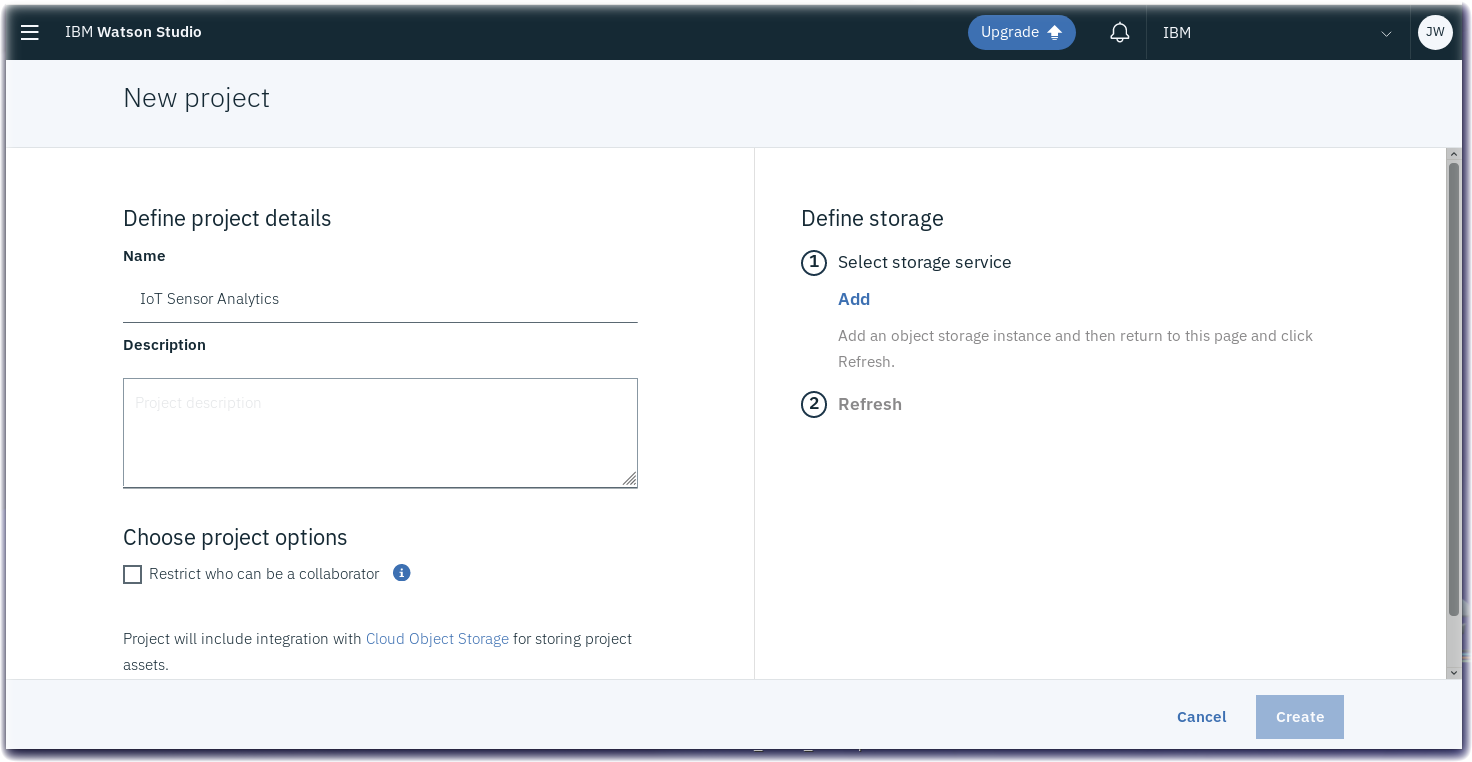 IBM Watson Studio
Upgrade
IBM
JW
New project
Define project details
Name
IoT Sensor Analytics
Description
Project description
Choose project options
Restrict who can be a collaborator
Project will include integration with Cloud Object Storage for storing project
assets.
Define storage
1 Select storage service
Add
Add an object storage instance and then return to this page and click
Refresh.
2 Refresh
Cancel
Create